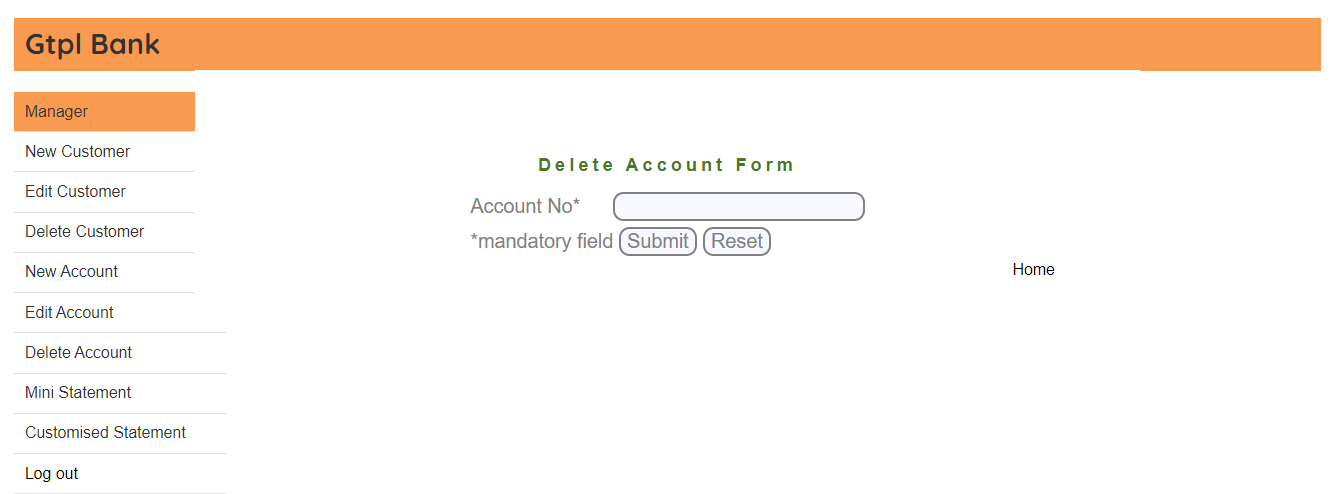 Gtpl Bank
Manager
New Customer
Edit Customer
Delete Customer
New Account
Edit Account
Delete Account
Mini Statement
Customised Statement
Log out
Delete Account Form
Account No*
*mandatory field Submit Reset
Home